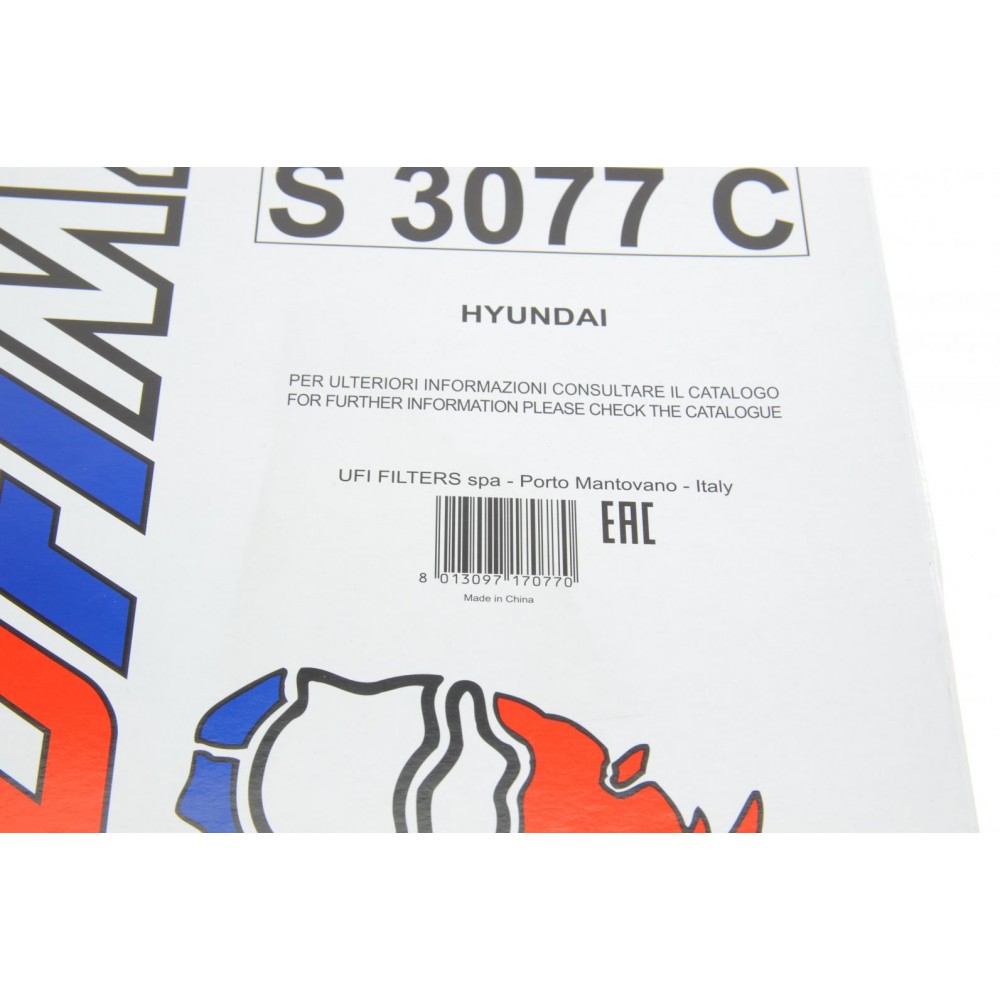 S 3077 C
HYUNDAI
PER ULTERIORI INFORMAZIONI CONSULTARE IL CATALOGO
FOR FURTHER INFORMATION PLEASE CHECK THE CATALOGUE
UFI FILTERS spa - Porto Mantovano - Italy
EAC
8 013097 170770
Made in China